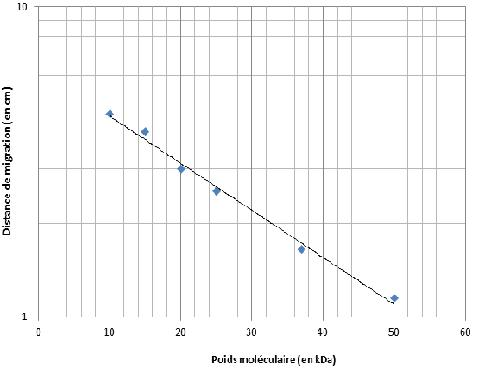 10
Distance de migration (en cm)
1
0 10 20 30 40 50 60
Poids moléculaire (en kDa)